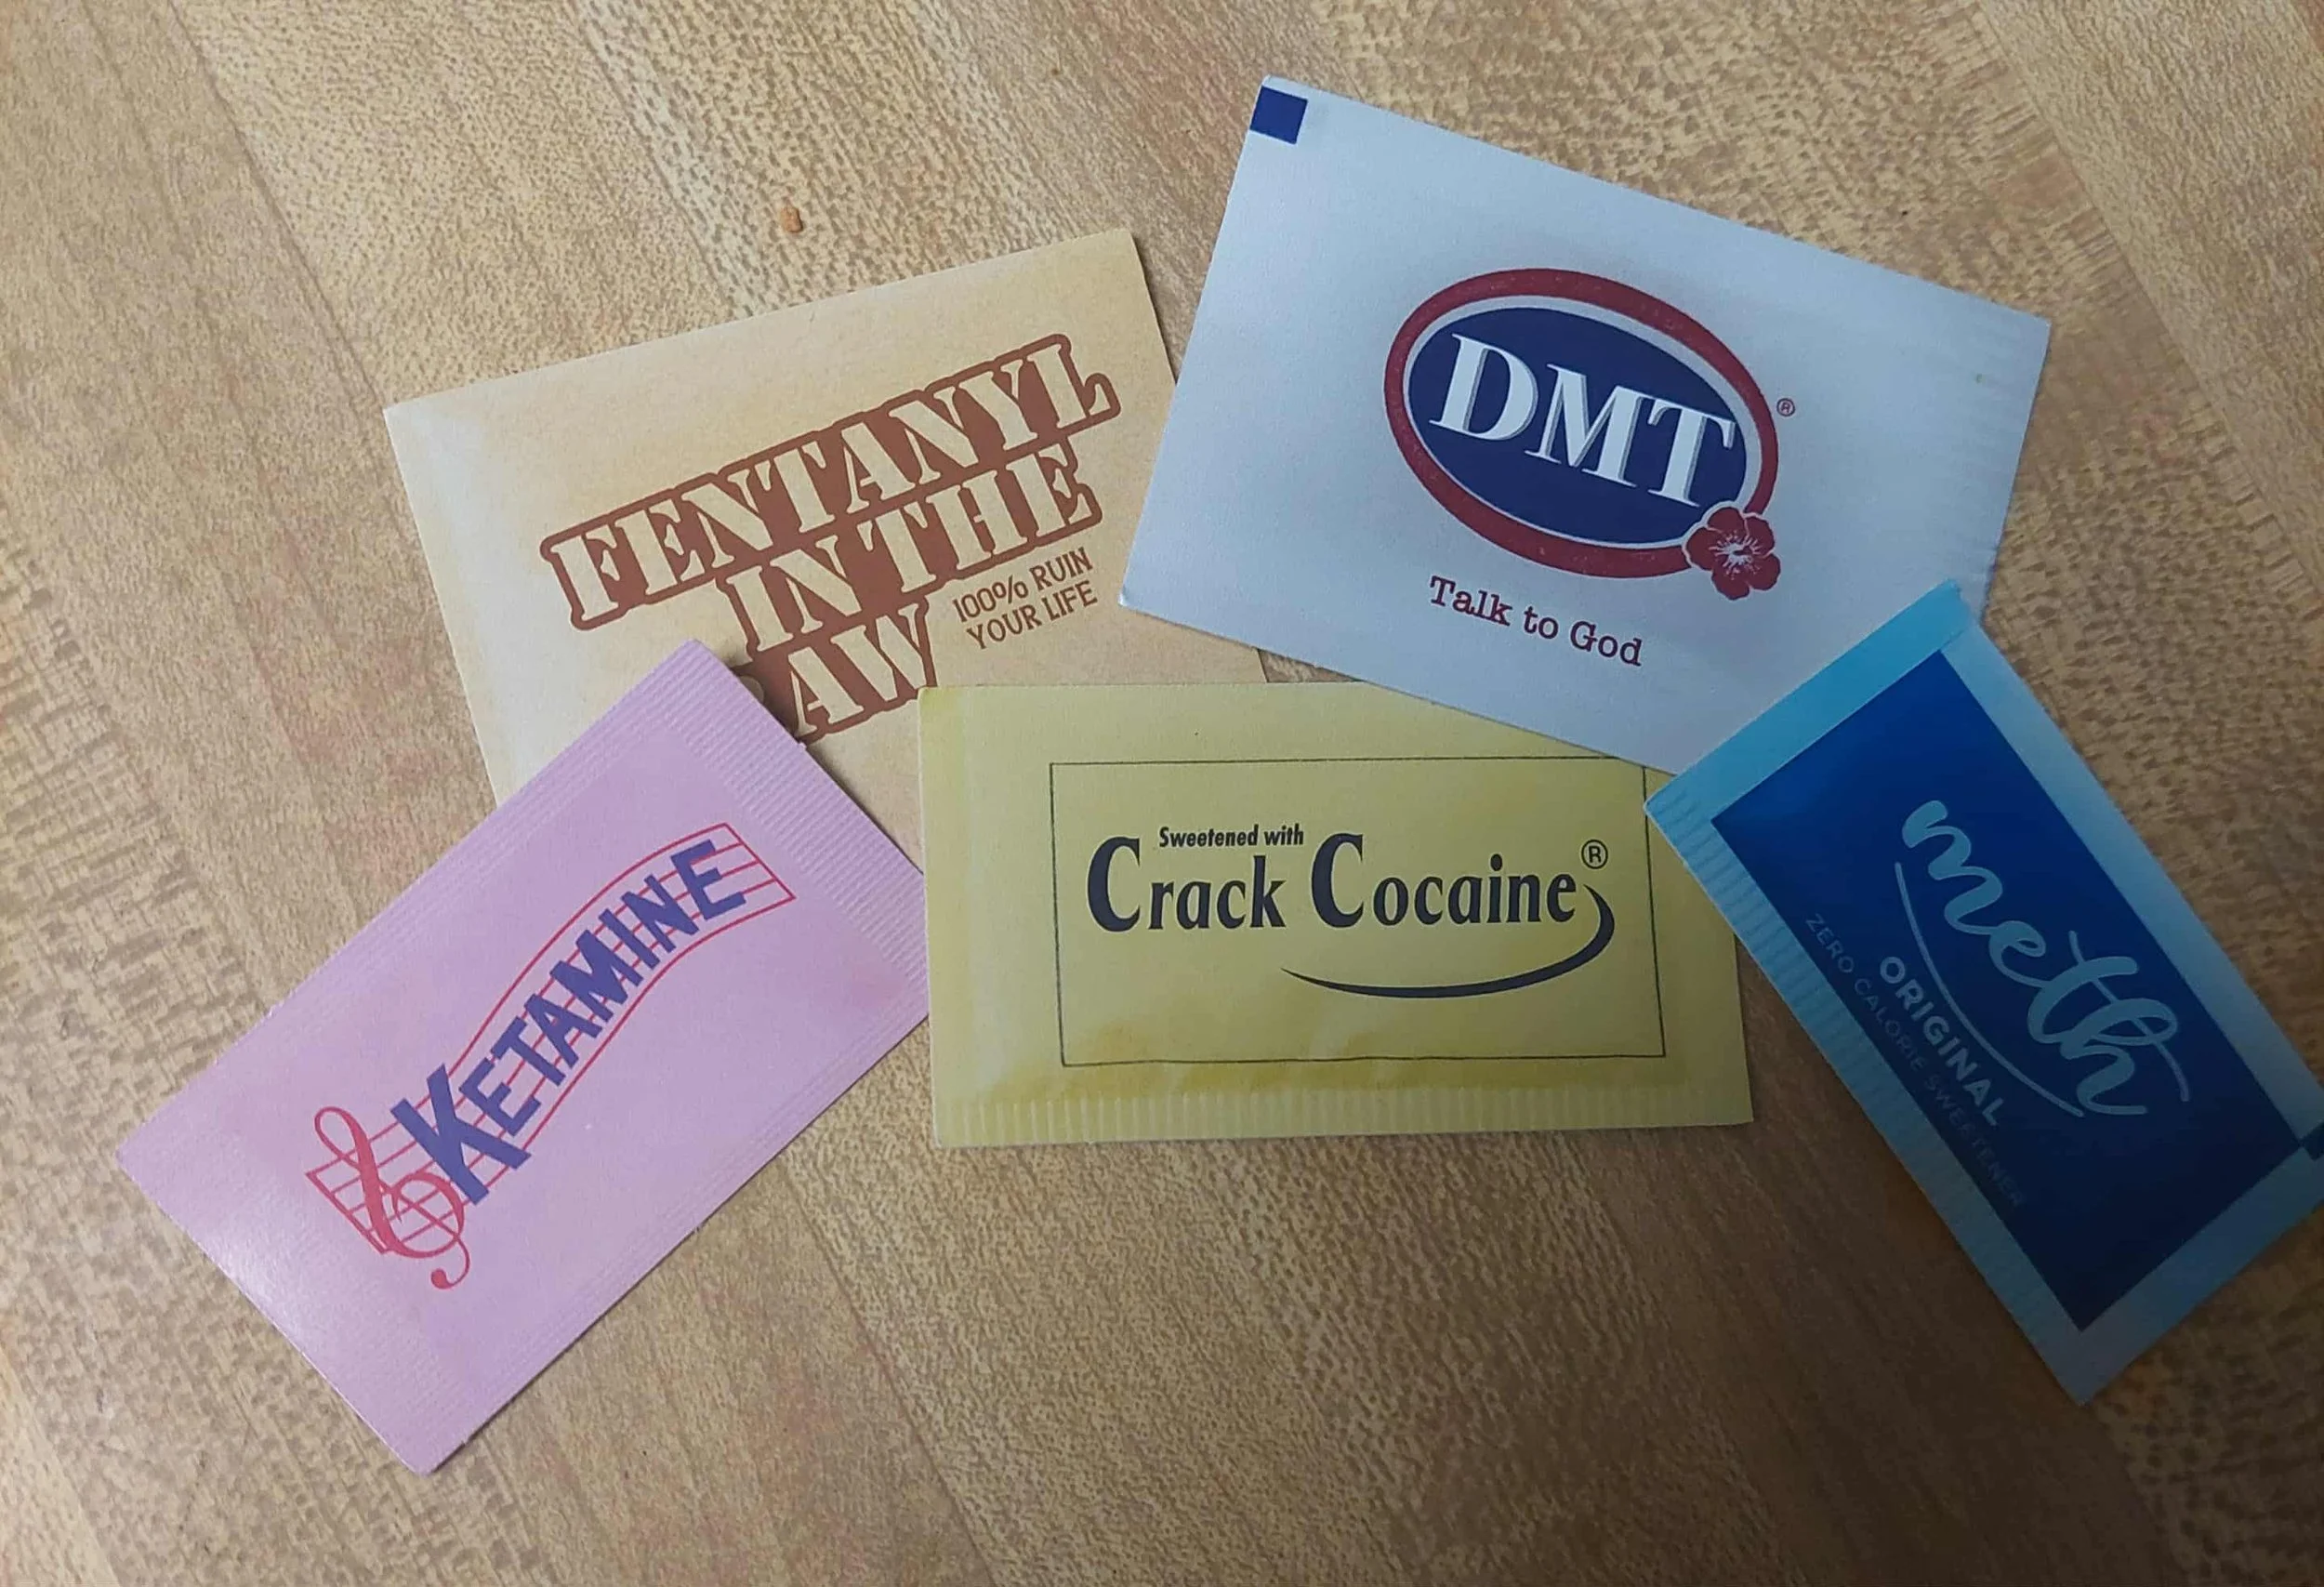 FENTANYL
IN THE
AW
100% RUIN
YOUR LIFE
DMT®
Talk to God
KETAMINE
Sweetened with
Crack Cocaine®
meth
ORIGINAL
ZERO CALORIE SWEETENER